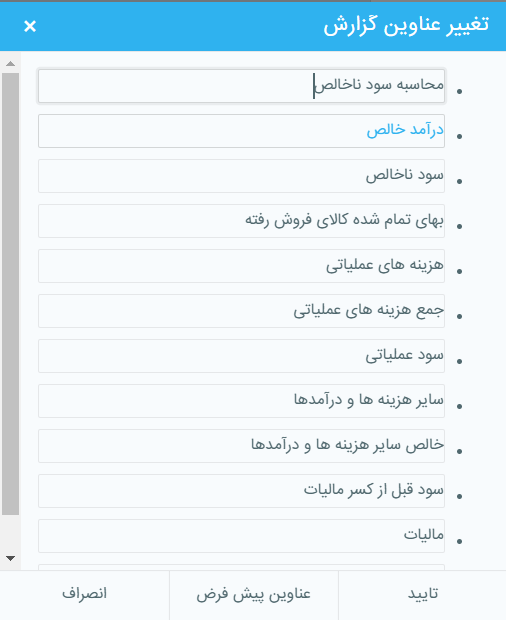 تغییر عناوین گزارش
محاسبه سود ناخالص
درآمد خالص
سود ناخالص
بهای تمام شده کالای فروش رفته
هزینه های عملیاتی
جمع هزینه های عملیاتی
سود عملیاتی
سایر هزینه ها و درآمدها
خالص سایر هزینه ها و درآمدها
سود قبل از کسر مالیات
مالیات
تایید
عناوین پیش فرض
انصراف